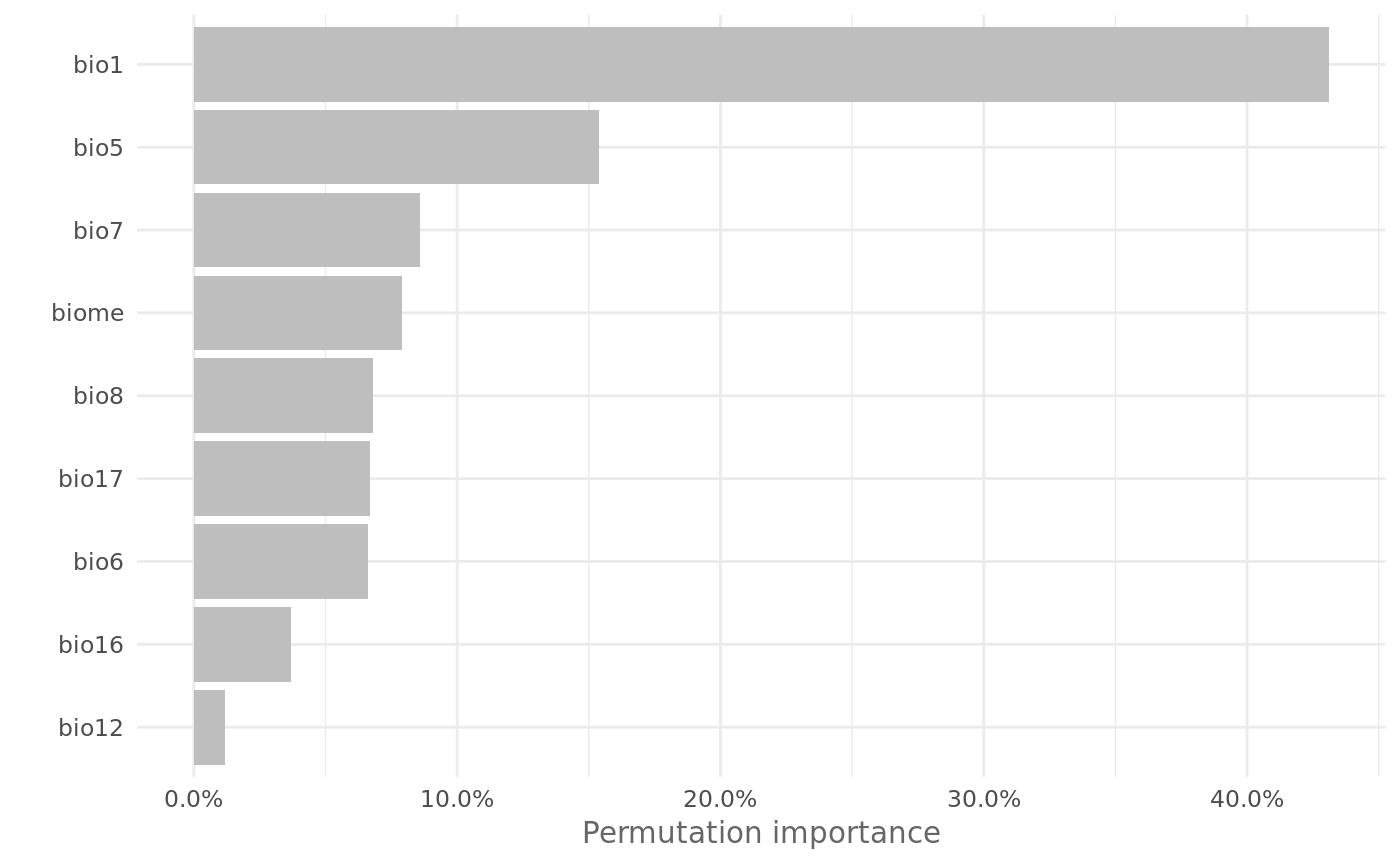 bio1
bio5
bio7
biome
bio8
bio17
bio6
bio16
bio12
0.0% 10.0% 20.0% 30.0% 40.0%
Permutation importance